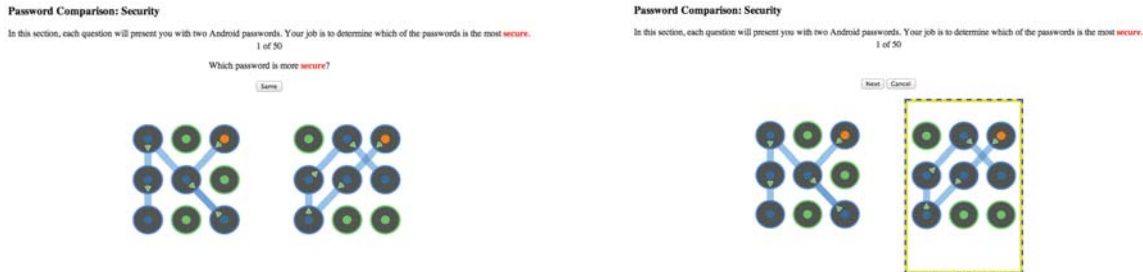 Password Comparison: Security
In this section, each question will present you with two Android passwords. Your job is to determine which of the passwords is the most secure.
1 of 50
Which password is more secure?
Same
Password Comparison: Security
In this section, each question will present you with two Android passwords. Your job is to determine which of the passwords is the most secure.
1 of 50
Next
Cancel